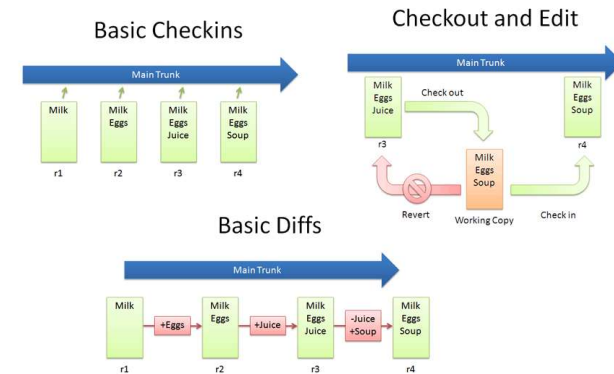 Basic Checkins
Main Trunk
Milk
r1
Milk
Eggs
r2
Milk
Eggs
Juice
r3
Milk
Eggs
Soup
r4
Checkout and Edit
Main Trunk
Milk
Eggs
Juice
r3
Check out
Milk
Eggs
Soup
Working Copy
Revert
Check in
Milk
Eggs
Soup
r4
Basic Diffs
Main Trunk
Milk
r1
+Eggs
Milk
Eggs
r2
+Juice
Milk
Eggs
Juice
r3
-Juice
+Soup
Milk
Eggs
Soup
r4